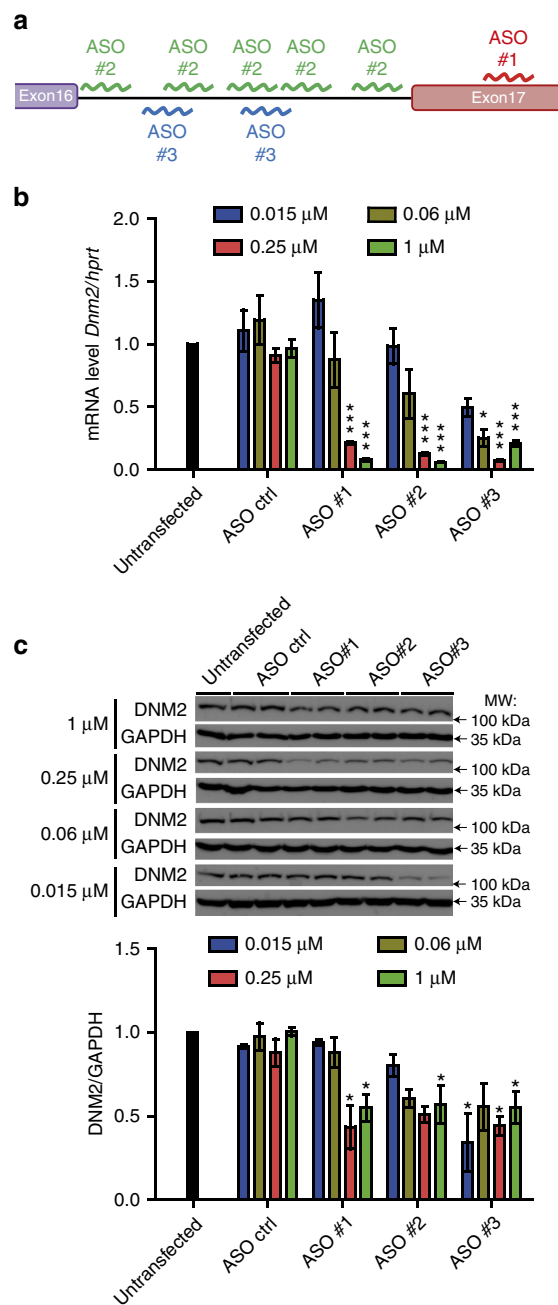 a
ASO ASO ASO ASO ASO ASO
#2 #2 #2 #2 #2 #1
Exon16 Exon17
ASO ASO
#3 #3
b
2.0
1.5
1.0
0.5
0.0
mRNA level Dnm2/hprt
0.015 μM 0.06 μM
0.25 μM 1 μM
*** *** *** *** * *** ***
Untransfected ASO ctrl ASO #1 ASO #2 ASO #3
c
Untransfected ASO ctrl ASO#1 ASO#2 ASO#3
MW:
1 μM DNM2 100 kDa
GAPDH 35 kDa
0.25 μM DNM2 100 kDa
GAPDH 35 kDa
0.06 μM DNM2 100 kDa
GAPDH 35 kDa
0.015 μM DNM2 100 kDa
GAPDH 35 kDa
1.5
1.0
0.5
0.0
DNM2/GAPDH
0.015 μM 0.06 μM
0.25 μM 1 μM
* * * * * *
Untransfected ASO ctrl ASO #1 ASO #2 ASO #3